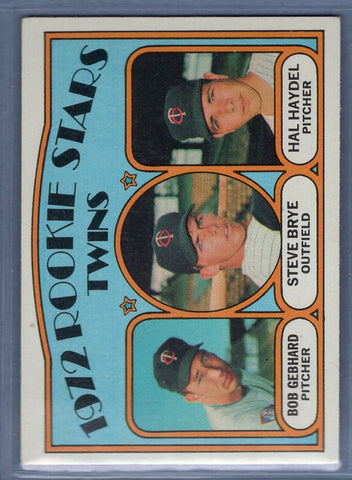 1972 ROOKIE STARS
TWINS
BOB GEBHARD
PITCHER
STEVE BRYE
OUTFIELD
HAL HAYDEL
PITCHER